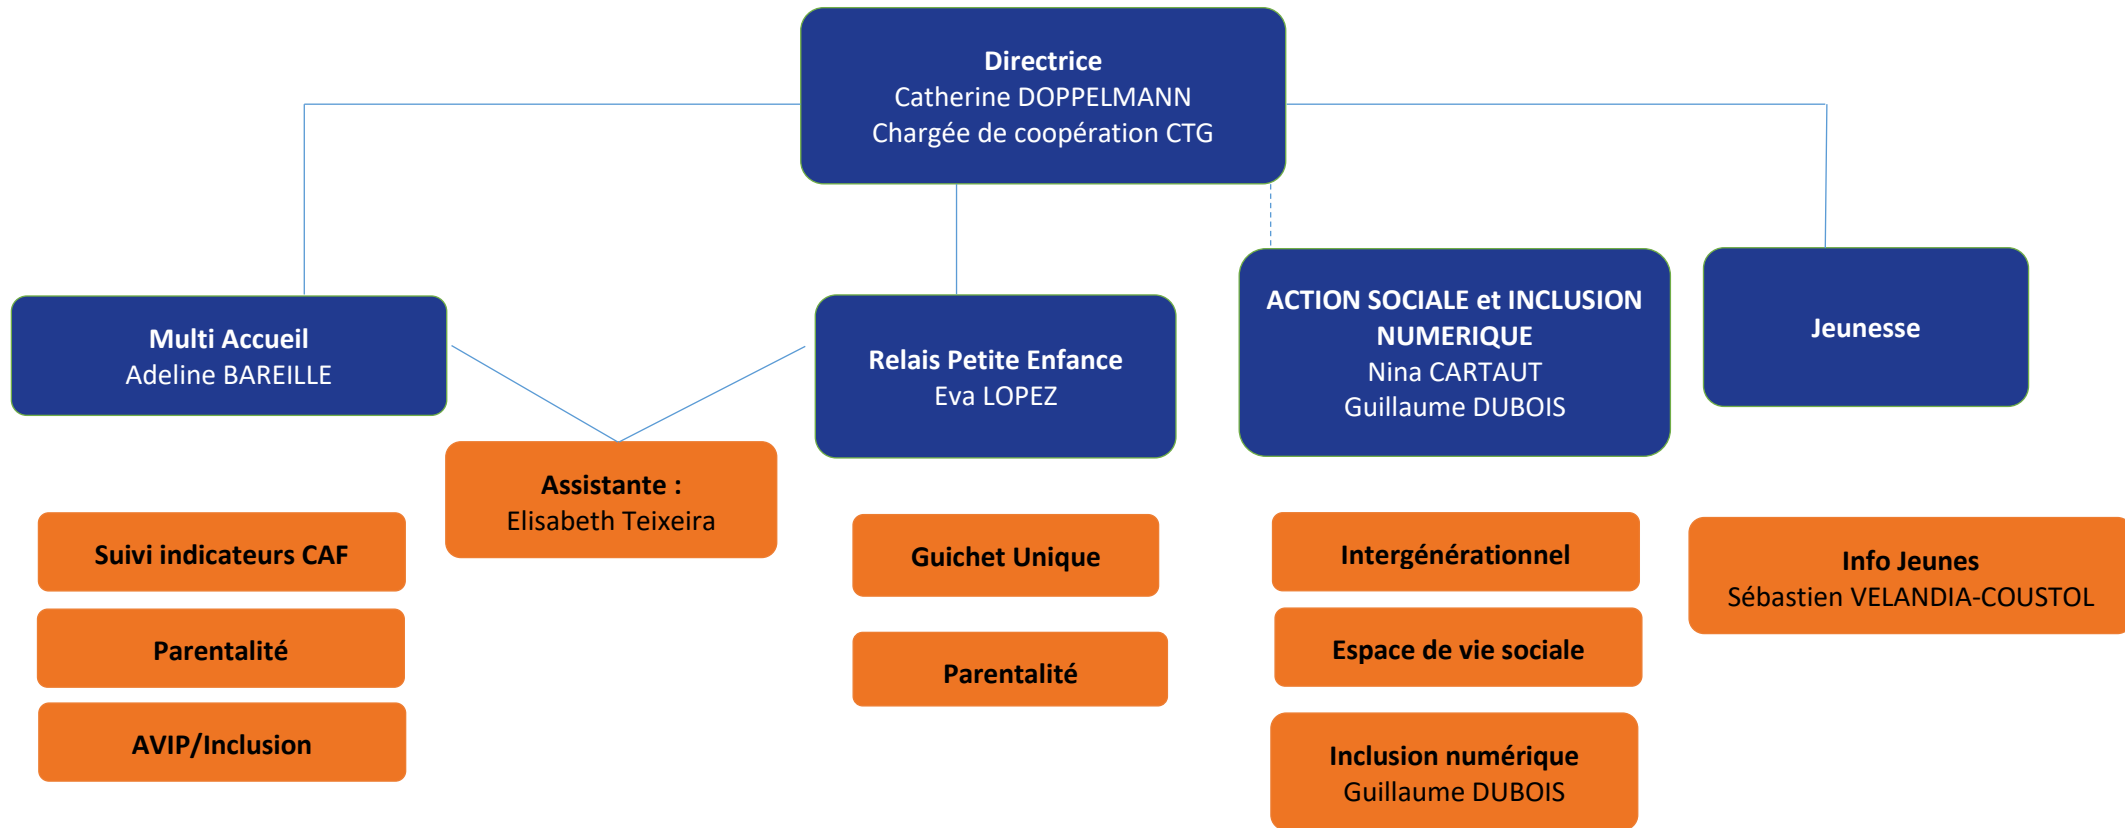 Directrice
Catherine DOPPELMANN
Chargée de coopération CTG
Multi Accueil
Adeline BAREILLE
Relais Petite Enfance
Eva LOPEZ
ACTION SOCIALE et INCLUSION
NUMERIQUE
Nina CARTAUT
Guillaume DUBOIS
Jeunesse
Assistante :
Elisabeth Teixeira
Suivi indicateurs CAF
Parentalité
AVIP/Inclusion
Guichet Unique
Parentalité
Intergénérationnel
Espace de vie sociale
Inclusion numérique
Guillaume DUBOIS
Info Jeunes
Sébastien VELANDIA-COUSTOL